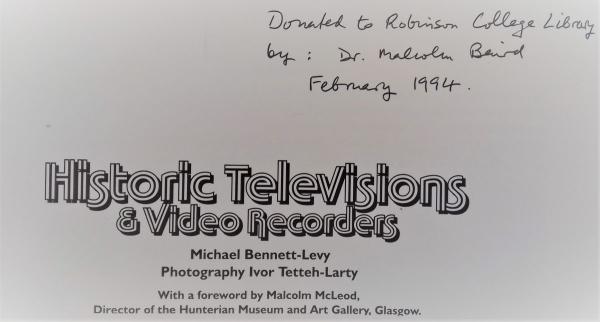 Donated to Robinson College Library
by : Dr. Malcolm Baird
February 1994.
Historic Televisions
& Video Recorders
Michael Bennett-Levy
Photography Ivor Tetteh-Larty
With a foreword by Malcolm McLeod,
Director of the Hunterian Museum and Art Gallery, Glasgow.